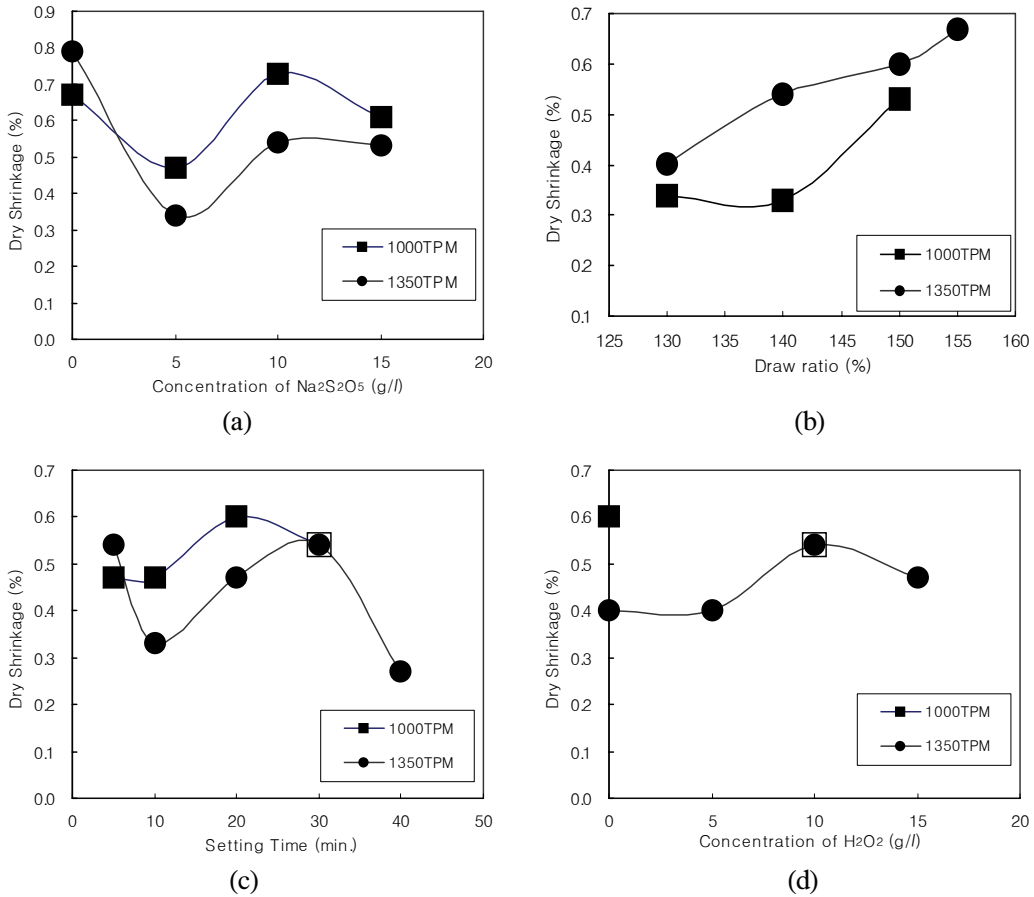 0.9
0.8
0.7
0.6
0.5
0.4
0.3
0.2
0.1
0.0
Dry Shrinkage (%)
1000TPM
1350TPM
0 5 10 15 20
Concentration of Na2S2O5 (g/l)
(a)
0.7
0.6
0.5
0.4
0.3
0.2
0.1
Dry Shrinkage (%)
1000TPM
1350TPM
125 130 135 140 145 150 155 160
Draw ratio (%)
(b)
0.7
0.6
0.5
0.4
0.3
0.2
0.1
0.0
Dry Shrinkage (%)
1000TPM
1350TPM
0 10 20 30 40 50
Setting Time (min.)
(c)
0.7
0.6
0.5
0.4
0.3
0.2
0.1
0.0
Dry Shrinkage (%)
1000TPM
1350TPM
0 5 10 15 20
Concentration of H2O2 (g/l)
(d)